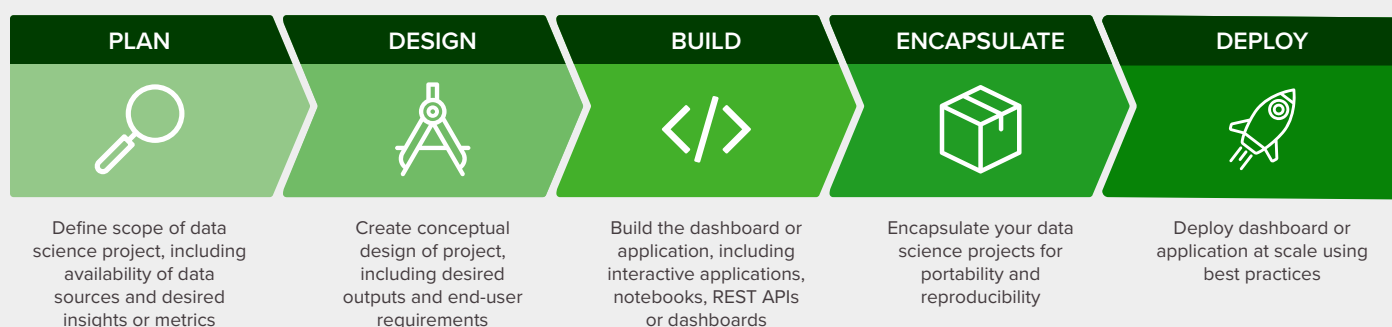 PLAN
DESIGN
BUILD
ENCAPSULATE
DEPLOY
Define scope of data
science project, including
availability of data
sources and desired
insights or metrics
Create conceptual
design of project,
including desired
outputs and end-user
requirements
Build the dashboard or
application, including
interactive applications,
notebooks, REST APIs
or dashboards
Encapsulate your data
science projects for
portability and
reproducibility
Deploy dashboard or
application at scale using
best practices